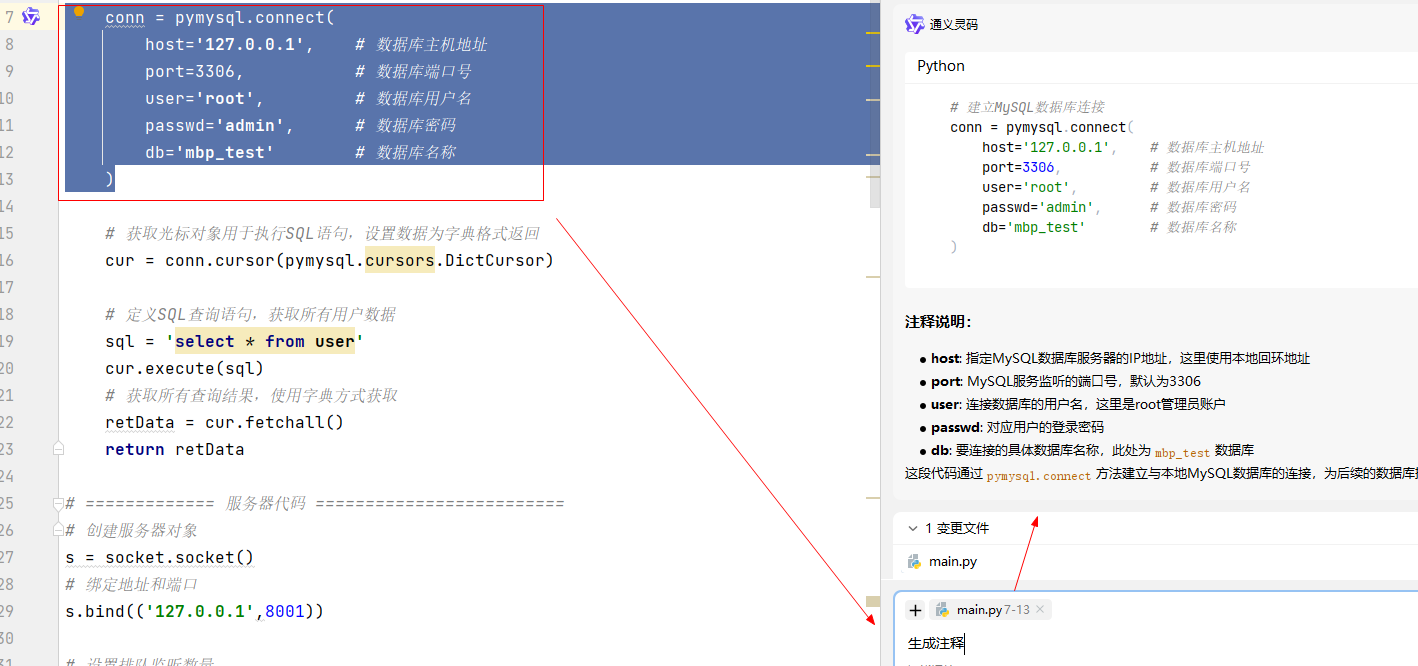 7 conn = pymysql.connect(
8 host='127.0.0.1', # 数据库主机地址
9 port=3306, # 数据库端口号
10 user='root', # 数据库用户名
11 passwd='admin', # 数据库密码
12 db='mbp_test' # 数据库名称
13 )
14
15 # 获取光标对象用于执行SQL语句，设置数据为字典格式返回
16 cur = conn.cursor(pymysql.cursors.DictCursor)
17
18 # 定义SQL查询语句，获取所有用户数据
19 sql = 'select * from user'
20 cur.execute(sql)
21 # 获取所有查询结果，使用字典方式获取
22 retData = cur.fetchall()
23 return retData
24
25 # ============= 服务器代码 =========================
26 # 创建服务器对象
27 s = socket.socket()
28 # 绑定地址和端口
29 s.bind(('127.0.0.1',8001))
30
31 # 设置排队监听数量
通义灵码
Python
# 建立MySQL数据库连接
conn = pymysql.connect(
host='127.0.0.1', # 数据库主机地址
port=3306, # 数据库端口号
user='root', # 数据库用户名
passwd='admin', # 数据库密码
db='mbp_test' # 数据库名称
)
注释说明：
● host: 指定MySQL数据库服务器的IP地址，这里使用本地回环地址
● port: MySQL服务监听的端口号，默认为3306
● user: 连接数据库的用户名，这里是root管理员账户
● passwd: 对应用户的登录密码
● db: 要连接的具体数据库名称，此处为 mbp_test 数据库
这段代码通过 pymysql.connect 方法建立与本地MySQL数据库的连接，为后续的数据库
1 变更文件
main.py
+ main.py 7-13 ×
生成注释